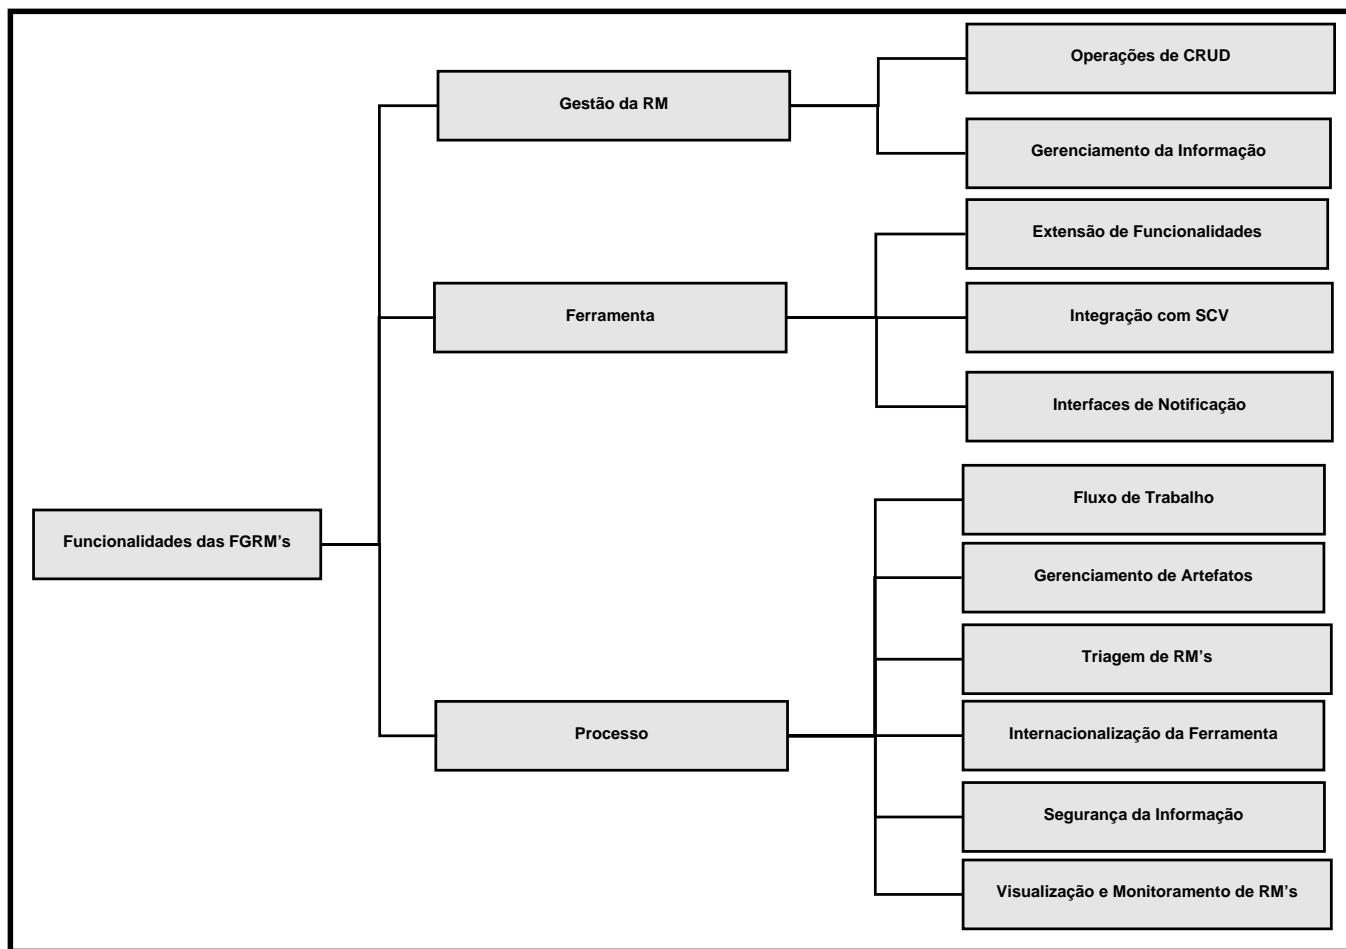 Funcionalidades das FGRM’s
Gestão da RM
Operações de CRUD
Gerenciamento da Informação
Ferramenta
Extensão de Funcionalidades
Integração com SCV
Interfaces de Notificação
Processo
Fluxo de Trabalho
Gerenciamento de Artefatos
Triagem de RM’s
Internacionalização da Ferramenta
Segurança da Informação
Visualização e Monitoramento de RM’s